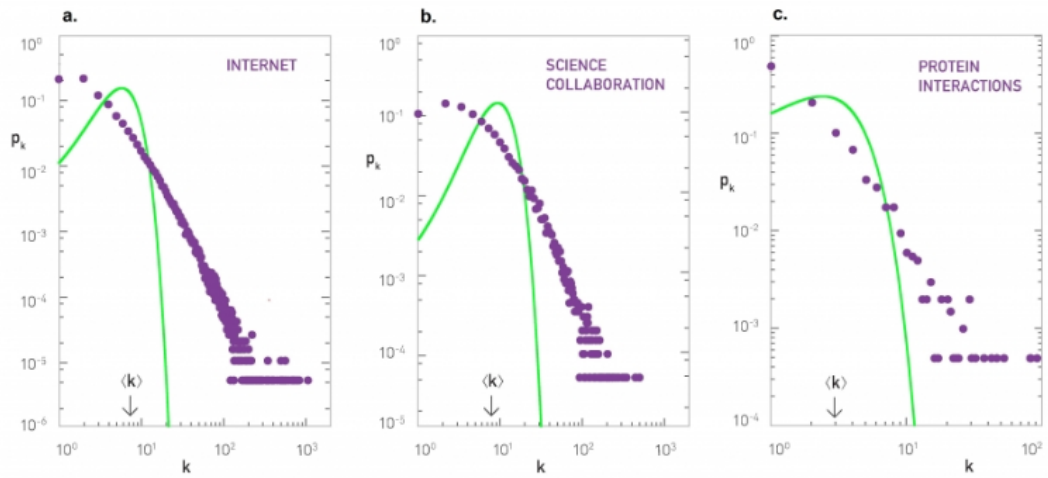 a.
INTERNET
10⁰
10⁻¹
pₖ
10⁻²
10⁻³
10⁻⁴
10⁻⁵
10⁻⁶
⟨k⟩
10⁰ 10¹ 10² 10³
k
b.
SCIENCE
COLLABORATION
10⁰
10⁻¹
pₖ
10⁻²
10⁻³
10⁻⁴
10⁻⁵
⟨k⟩
10⁰ 10¹ 10² 10³
k
c.
PROTEIN
INTERACTIONS
10⁰
10⁻¹
pₖ
10⁻²
10⁻³
10⁻⁴
⟨k⟩
10⁰ 10¹ 10²
k